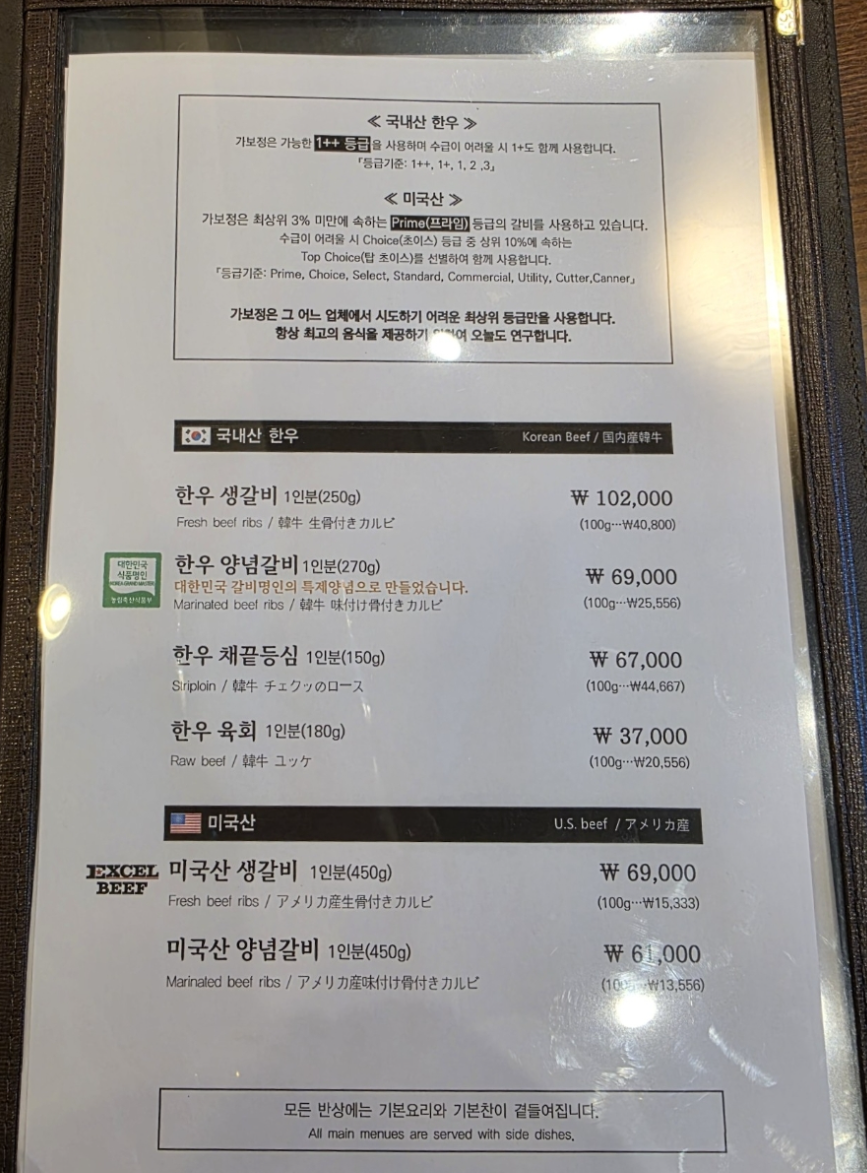 ≪ 국내산 한우 ≫
가보정은 가능한 1++ 등급을 사용하며 수급이 어려울 시 1+도 함께 사용합니다.
「등급기준: 1++, 1+, 1, 2 ,3」
≪ 미국산 ≫
가보정은 최상위 3% 미만에 속하는 Prime(프라임) 등급의 갈비를 사용하고 있습니다.
수급이 어려울 시 Choice(초이스) 등급 중 상위 10%에 속하는
Top Choice(탑 초이스)를 선별하여 함께 사용합니다.
「등급기준: Prime, Choice, Select, Standard, Commercial, Utility, Cutter,Canner」
가보정은 그 어느 업체에서 시도하기 어려운 최상위 등급만을 사용합니다.
항상 최고의 음식을 제공하기 오늘도 연구합니다.
국내산 한우 Korean Beef / 国内産韓牛
한우 생갈비 1인분(250g) ₩ 102,000
Fresh beef ribs / 韓牛 生骨付きカルビ (100g···₩40,800)
대한민국
식품명인
KOREA GRAND MASTER
농림축산식품부
한우 양념갈비 1인분(270g) ₩ 69,000
대한민국 갈비명인의 특제양념으로 만들었습니다.
Marinated beef ribs / 韓牛 味付け骨付きカルビ (100g···₩25,556)
한우 채끝등심 1인분(150g) ₩ 67,000
Striploin / 韓牛 チェクッのロース (100g···₩44,667)
한우 육회 1인분(180g) ₩ 37,000
Raw beef / 韓牛 ユッケ (100g···₩20,556)
미국산 U.S. beef / アメリカ産
EXCEL
BEEF
미국산 생갈비 1인분(450g) ₩ 69,000
Fresh beef ribs / アメリカ産生骨付きカルビ (100g···₩15,333)
미국산 양념갈비 1인분(450g) ₩ 61,000
Marinated beef ribs / アメリカ産味付け骨付きカルビ ₩13,556)
모든 반상에는 기본요리와 기본찬이 곁들여집니다.
All main menues are served with side dishes.